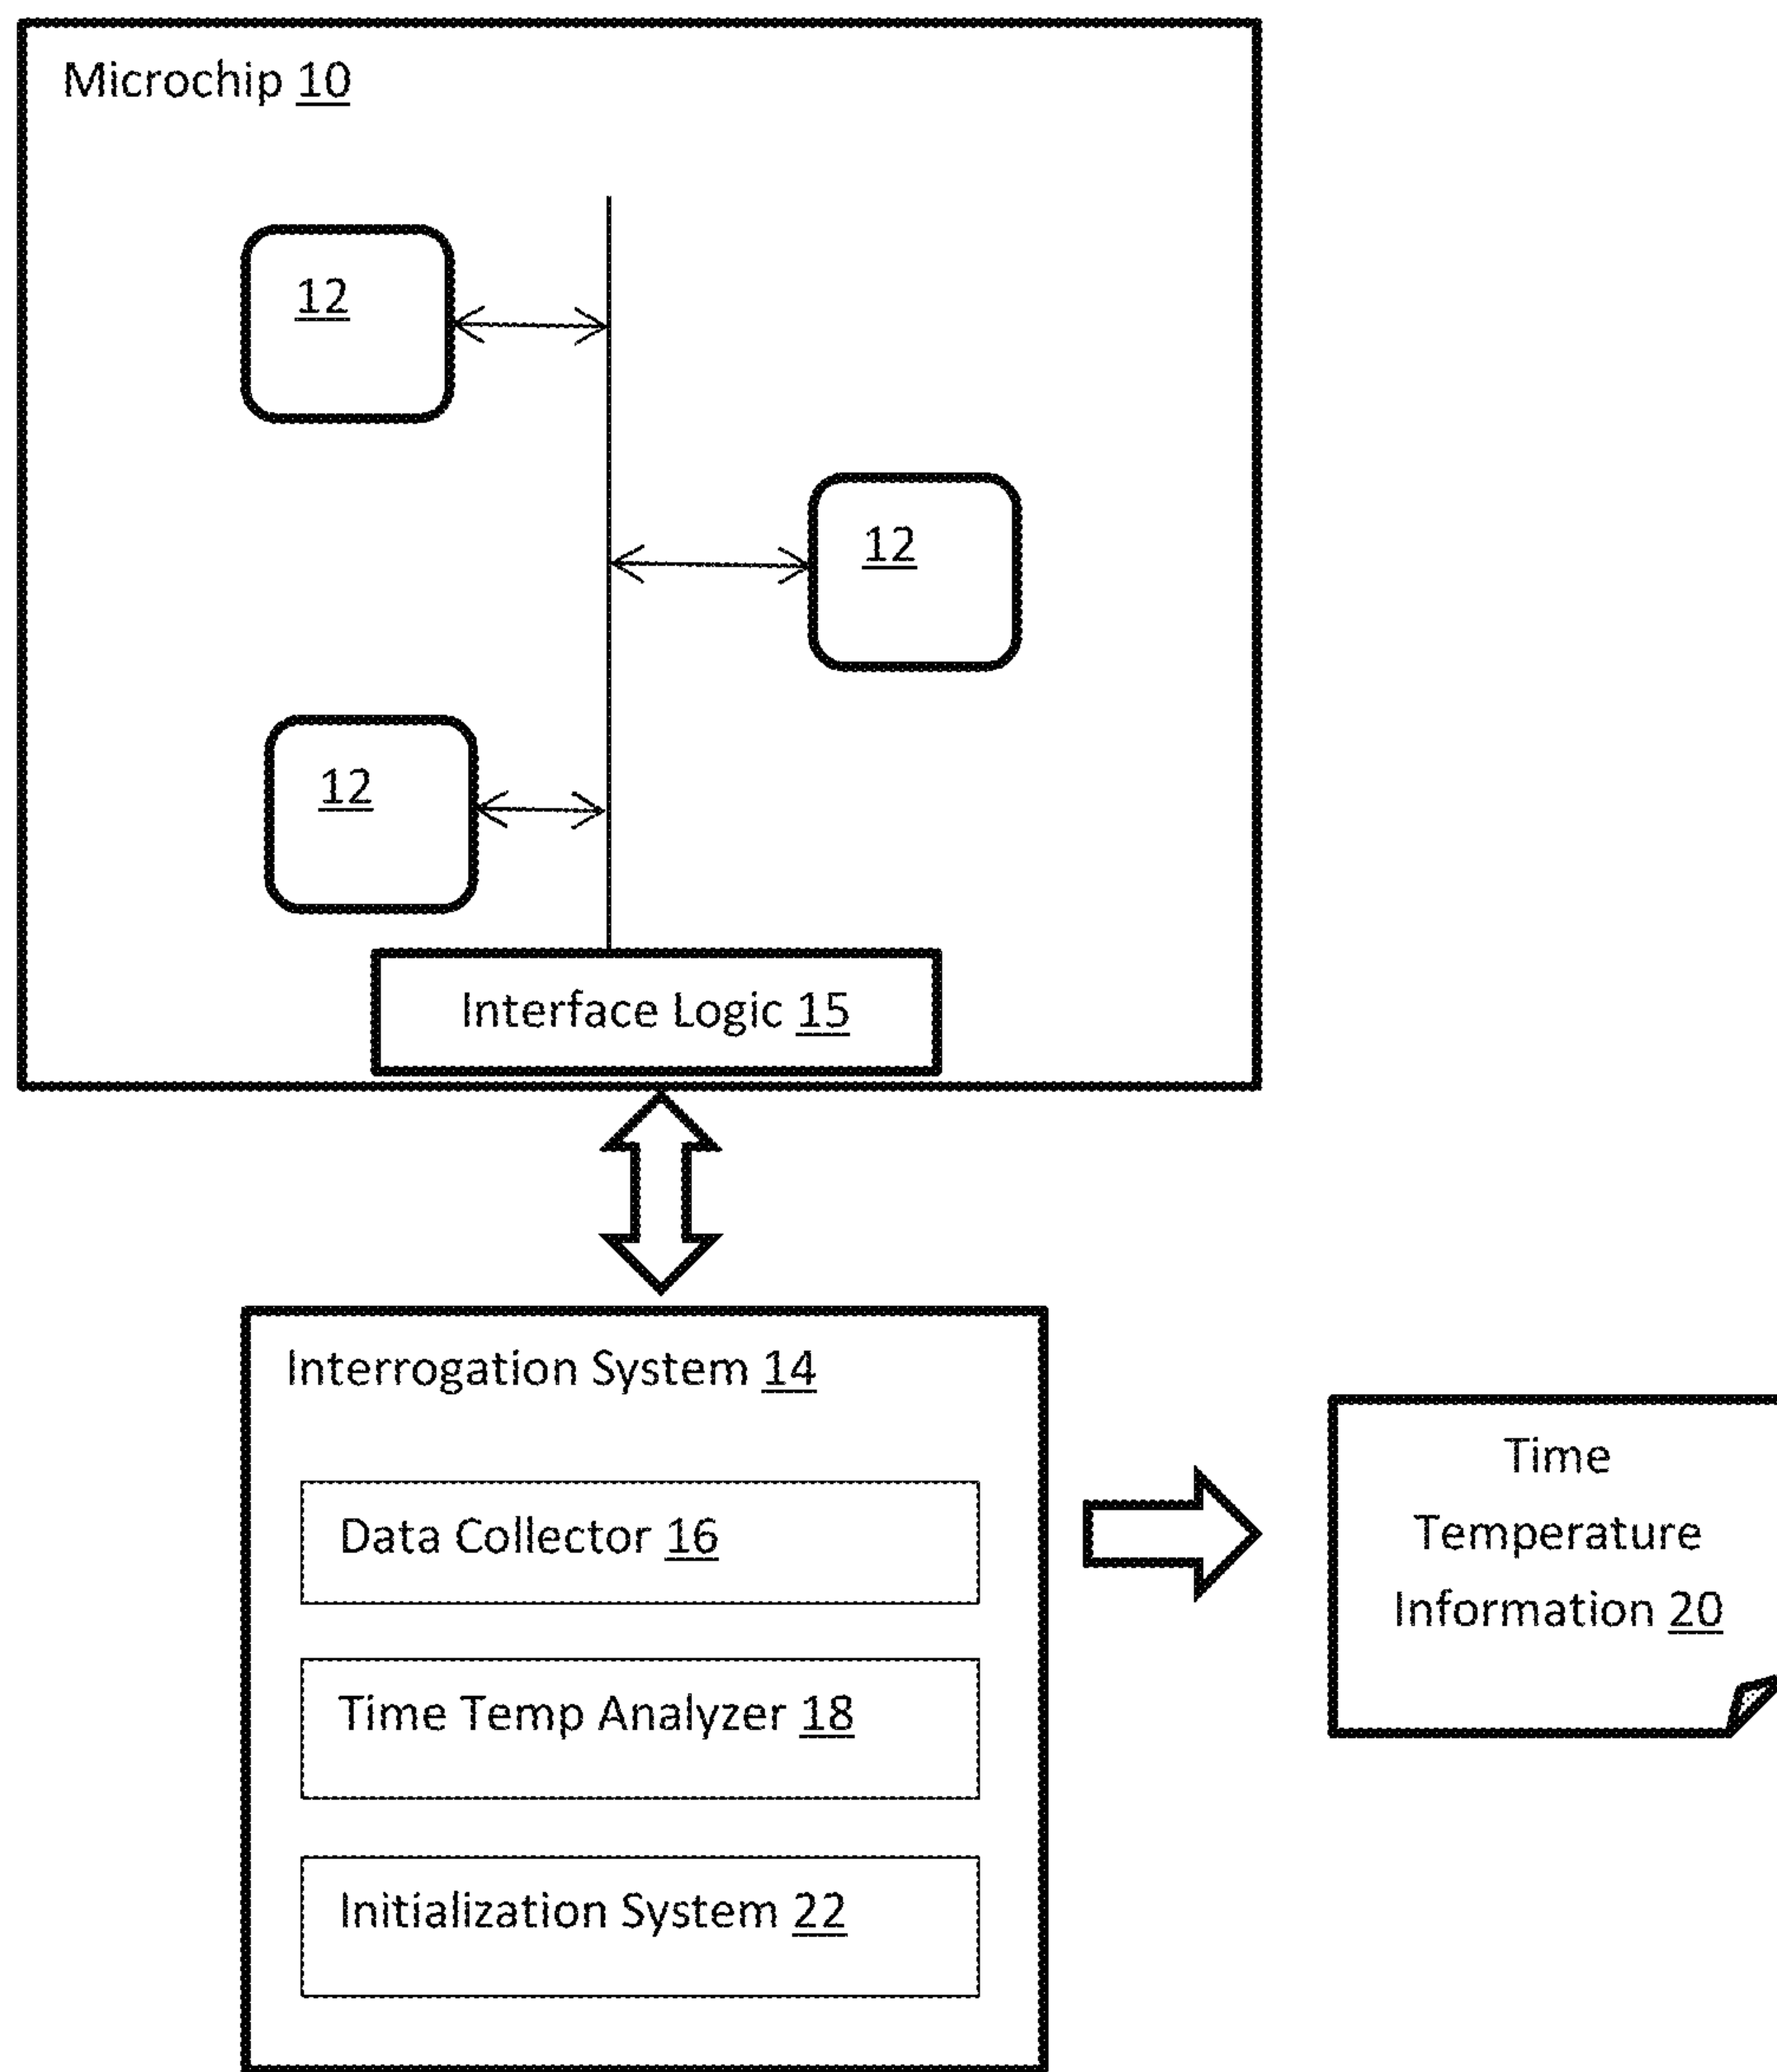 Microchip 10
12
12
12
Interface Logic 15
Interrogation System 14
Data Collector 16
Time Temp Analyzer 18
Initialization System 22
Time
Temperature
Information 20